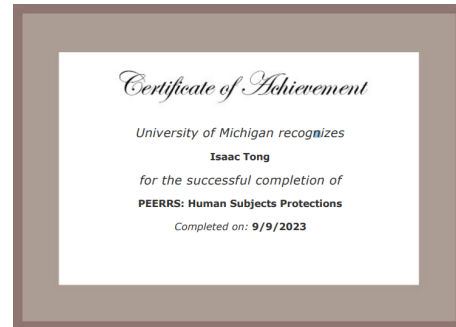 Certificate of Achievement
University of Michigan recognizes
Isaac Tong
for the successful completion of
PEERRS: Human Subjects Protections
Completed on: 9/9/2023